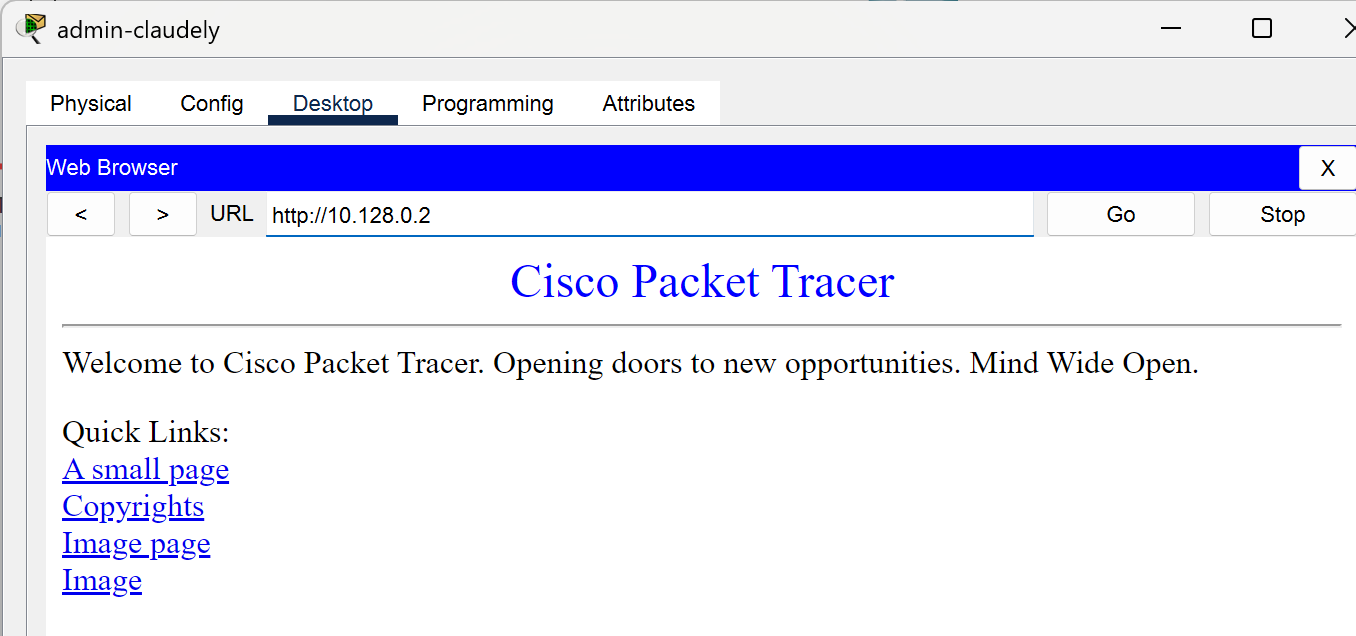 admin-claudely
Physical Config Desktop Programming Attributes
Web Browser X
< > URL http://10.128.0.2 Go Stop
Cisco Packet Tracer
Welcome to Cisco Packet Tracer. Opening doors to new opportunities. Mind Wide Open.
Quick Links:
A small page
Copyrights
Image page
Image